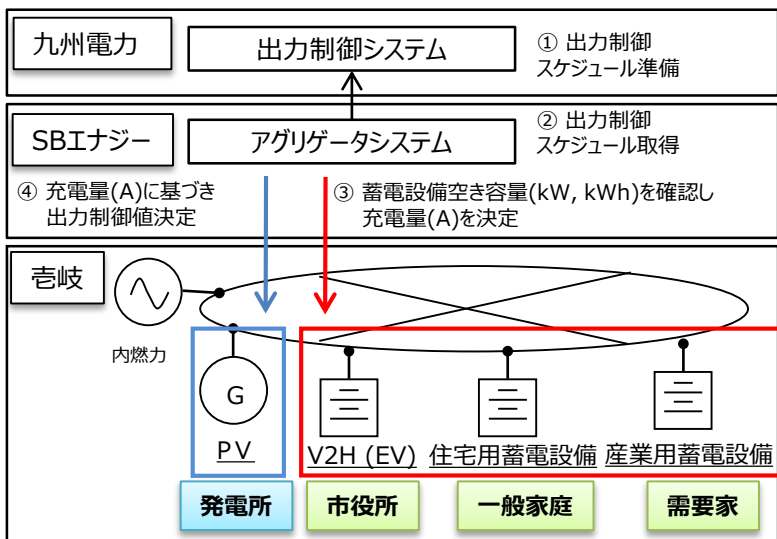 九州電力
出力制御システム
① 出力制御
スケジュール準備
SBエナジー
アグリゲータシステム
② 出力制御
スケジュール取得
④ 充電量(A)に基づき
出力制御値決定
③ 蓄電設備空き容量(kW, kWh)を確認し
充電量(A)を決定
壱岐
内燃力
G
PV
V2H (EV)
住宅用蓄電設備
産業用蓄電設備
発電所
市役所
一般家庭
需要家